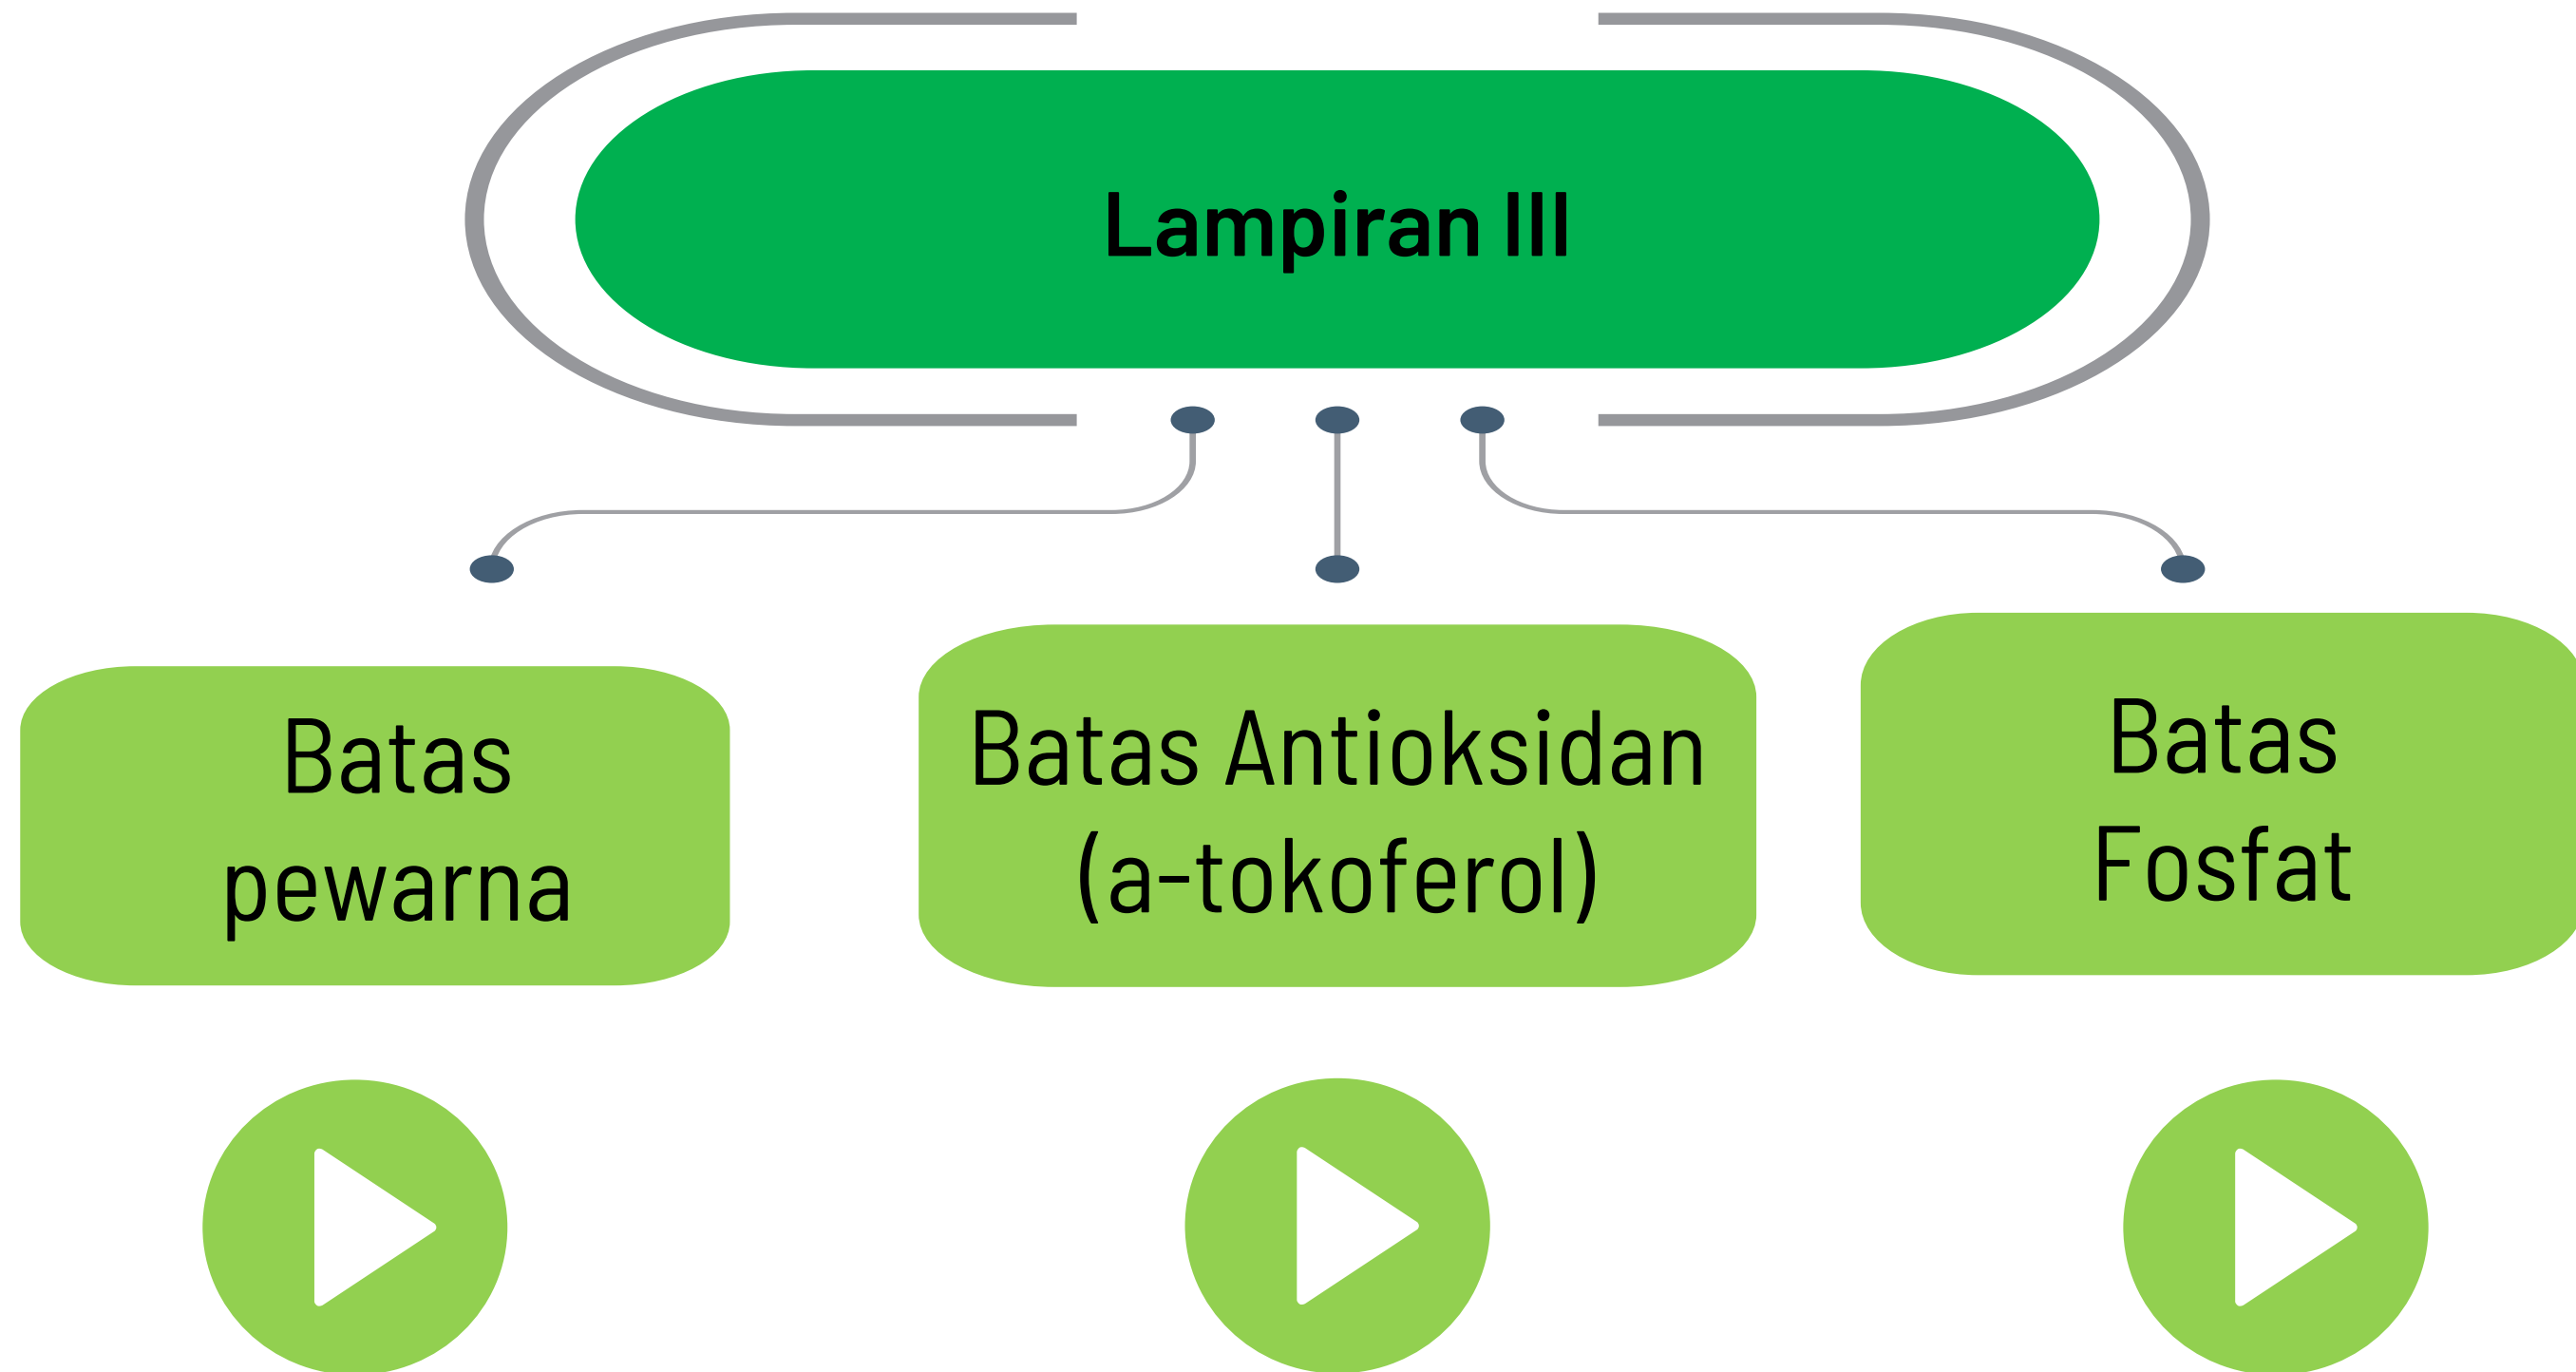 Lampiran III
Batas
pewarna
Batas Antioksidan
(a-tokoferol)
Batas
Fosfat